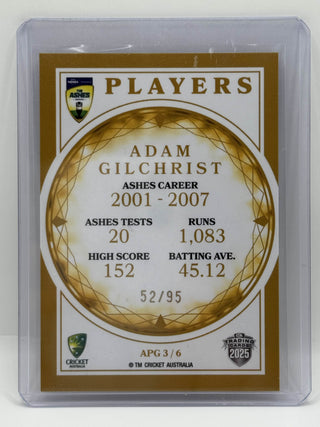 THE ASHES
PLAYERS
ADAM
GILCHRIST
ASHES CAREER
2001 - 2007
ASHES TESTS RUNS
20 1,083
HIGH SCORE BATTING AVE.
152 45.12
52/95
CRICKET
AUSTRALIA
APG 3 / 6
TRADING
CARDS
2025
© TM CRICKET AUSTRALIA